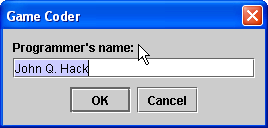 Game Coder
Programmer's name:
John Q. Hack
OK Cancel